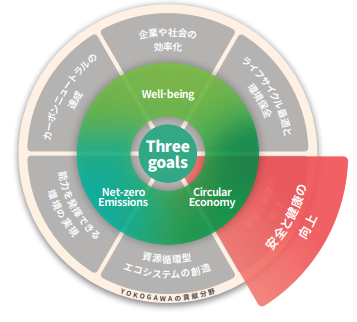 企業や社会の
効率化
ライフサイクル最適と
環境保全
安全と健康の
向上
資源循環型
エコシステムの創造
能力を発揮できる
環境の実現
カーボンニュートラルの
達成
Well-being
Three
goals
Net-zero
Emissions
Circular
Economy
YOKOGAWAの貢献分野